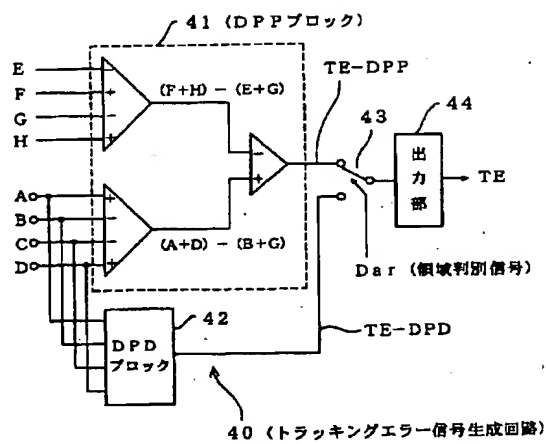 41(DPPブロック)
E
F
G
H
−
+
−
+
(F+H)−(E+G)
TE-DPP
43
44
−
+
出力部
TE
A
B
C
D
+
−
−
+
(A+D)−(B+G)
Dar(領域判別信号)
42
DPD
ブロック
TE-DPD
40(トラッキングエラー信号生成回路)